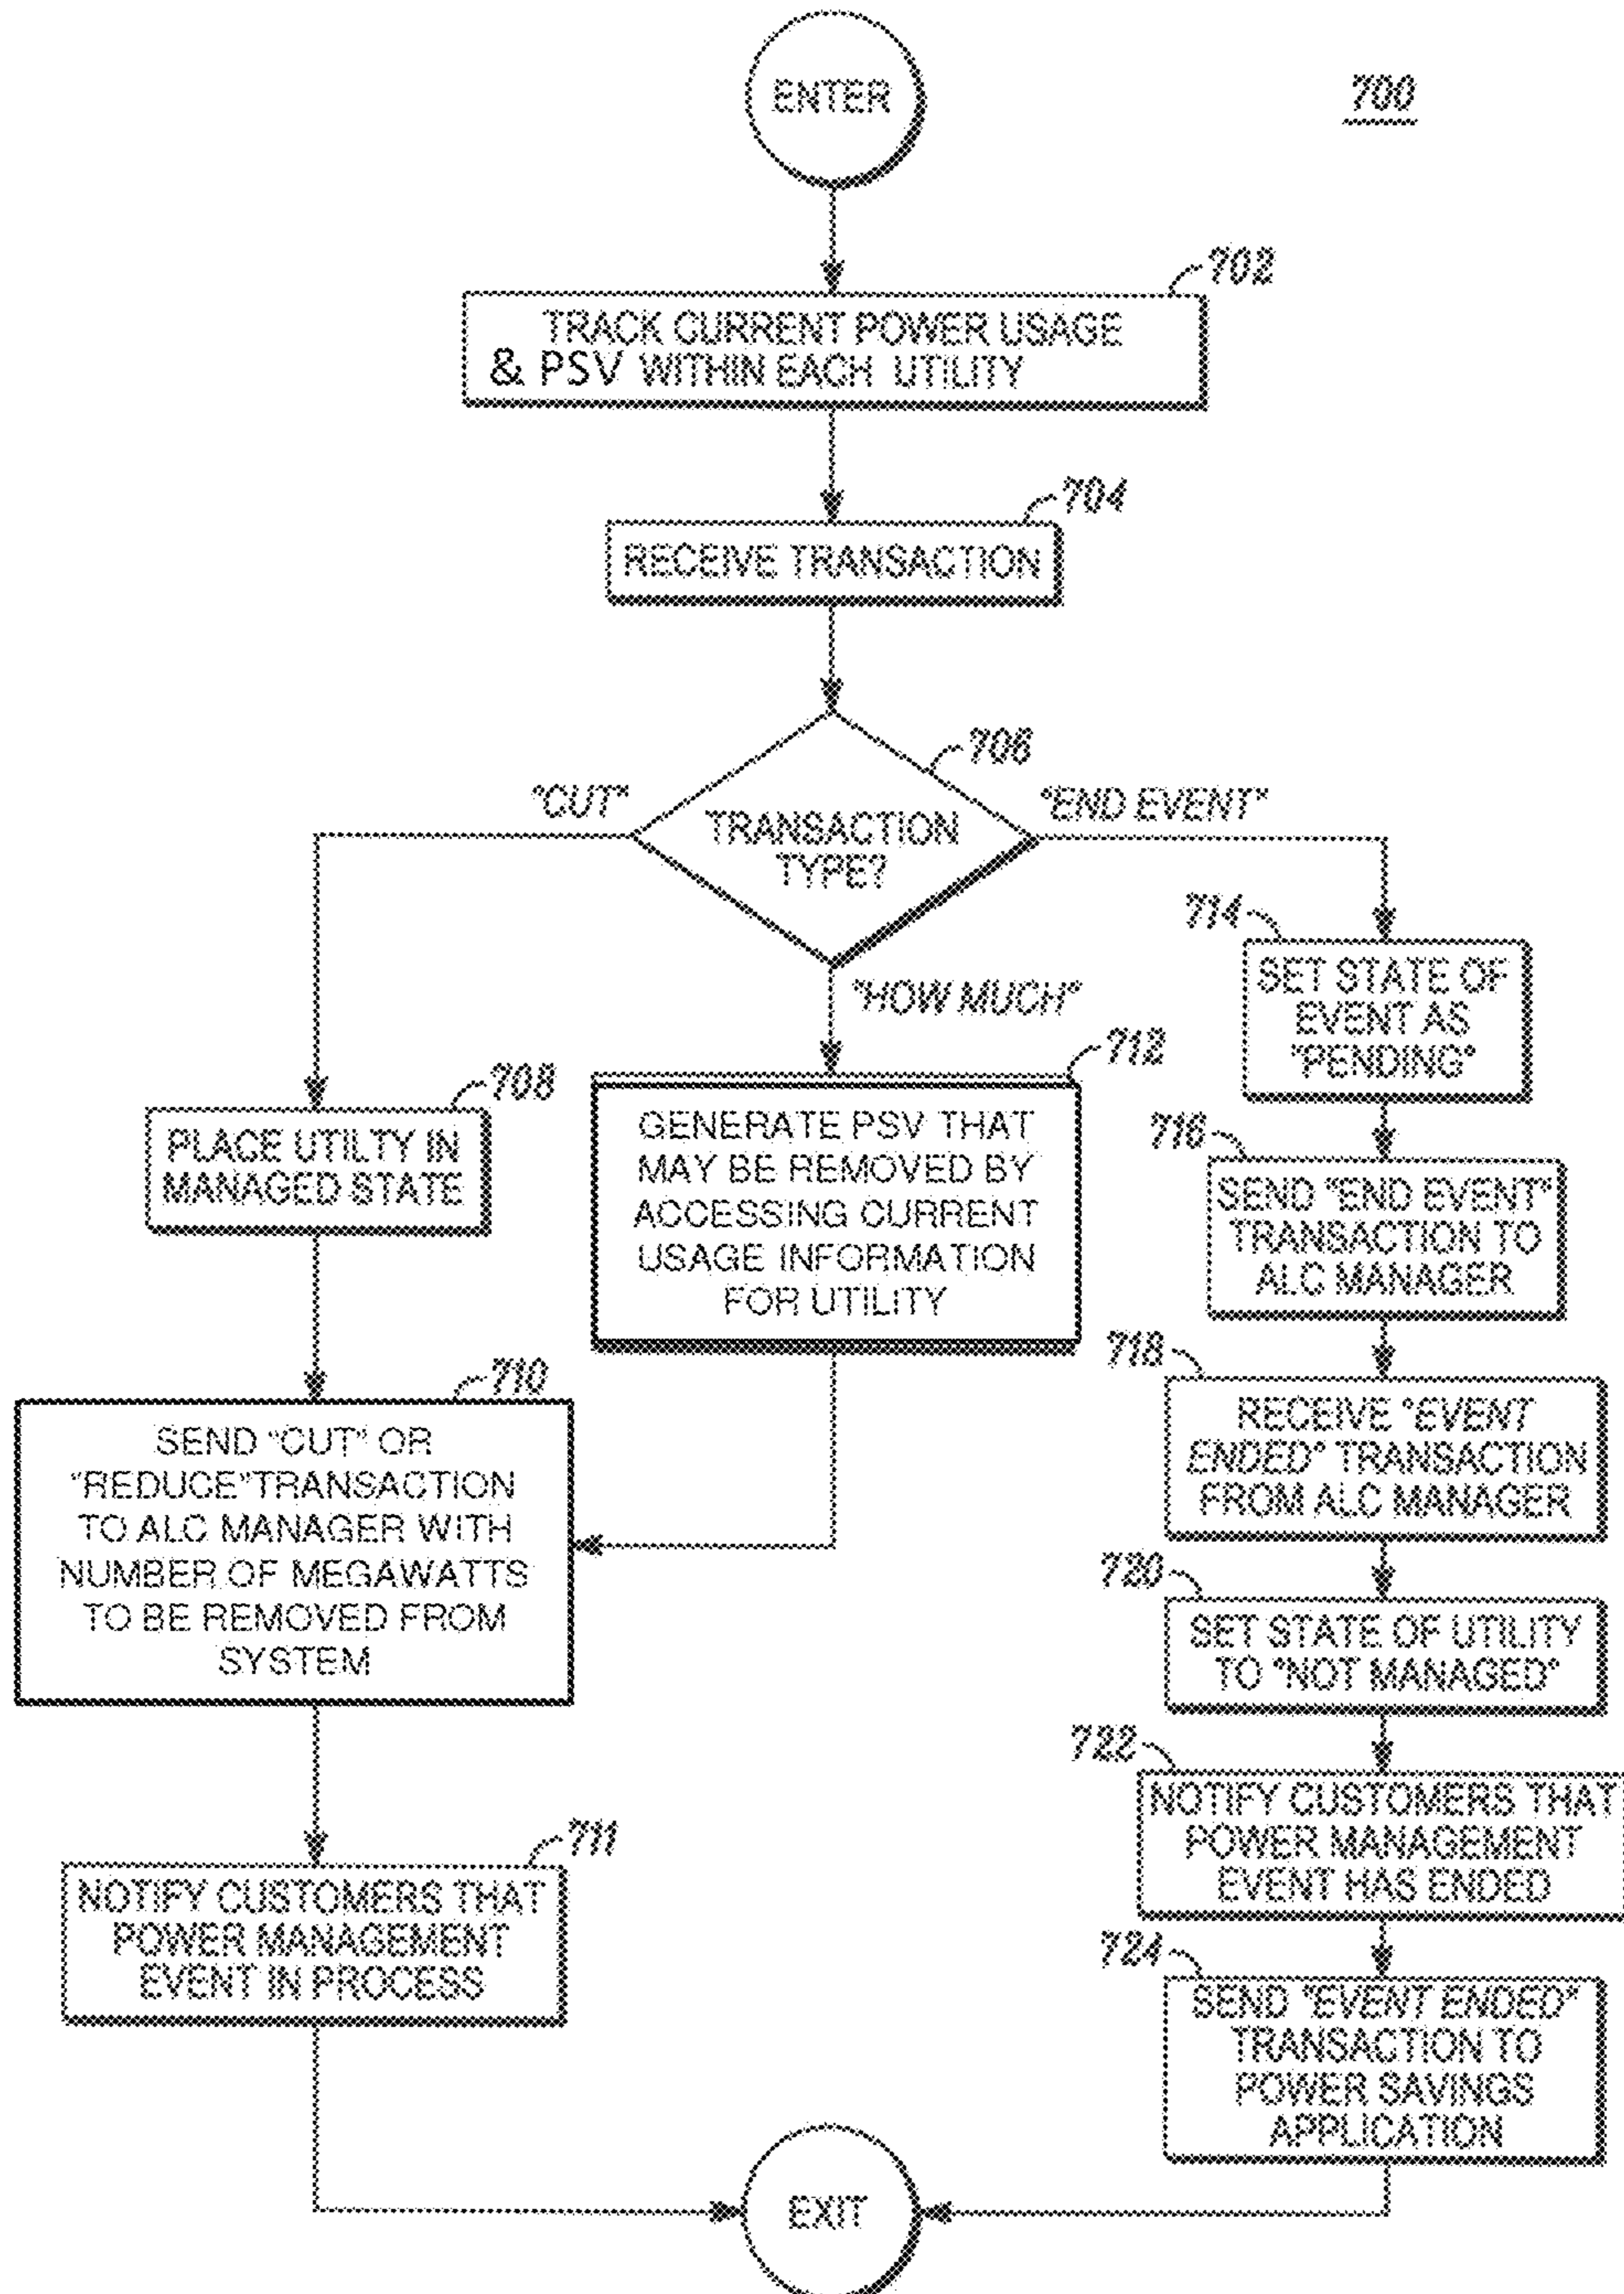 ENTER
700
702
TRACK CURRENT POWER USAGE
& PSV WITHIN EACH UTILITY
704
RECEIVE TRANSACTION
706
TRANSACTION
TYPE?
"CUT"
"HOW MUCH"
"END EVENT"
708
PLACE UTILTY IN
MANAGED STATE
710
SEND "CUT" OR
"REDUCE"TRANSACTION
TO ALC MANAGER WITH
NUMBER OF MEGAWATTS
TO BE REMOVED FROM
SYSTEM
711
NOTIFY CUSTOMERS THAT
POWER MANAGEMENT
EVENT IN PROCESS
712
GENERATE PSV THAT
MAY BE REMOVED BY
ACCESSING CURRENT
USAGE INFORMATION
FOR UTILITY
714
SET STATE OF
EVENT AS
"PENDING"
716
SEND "END EVENT"
TRANSACTION TO
ALC MANAGER
718
RECEIVE "EVENT
ENDED" TRANSACTION
FROM ALC MANAGER
720
SET STATE OF UTILITY
TO "NOT MANAGED"
722
NOTIFY CUSTOMERS THAT
POWER MANAGEMENT
EVENT HAS ENDED
724
SEND "EVENT ENDED"
TRANSACTION TO
POWER SAVINGS
APPLICATION
EXIT